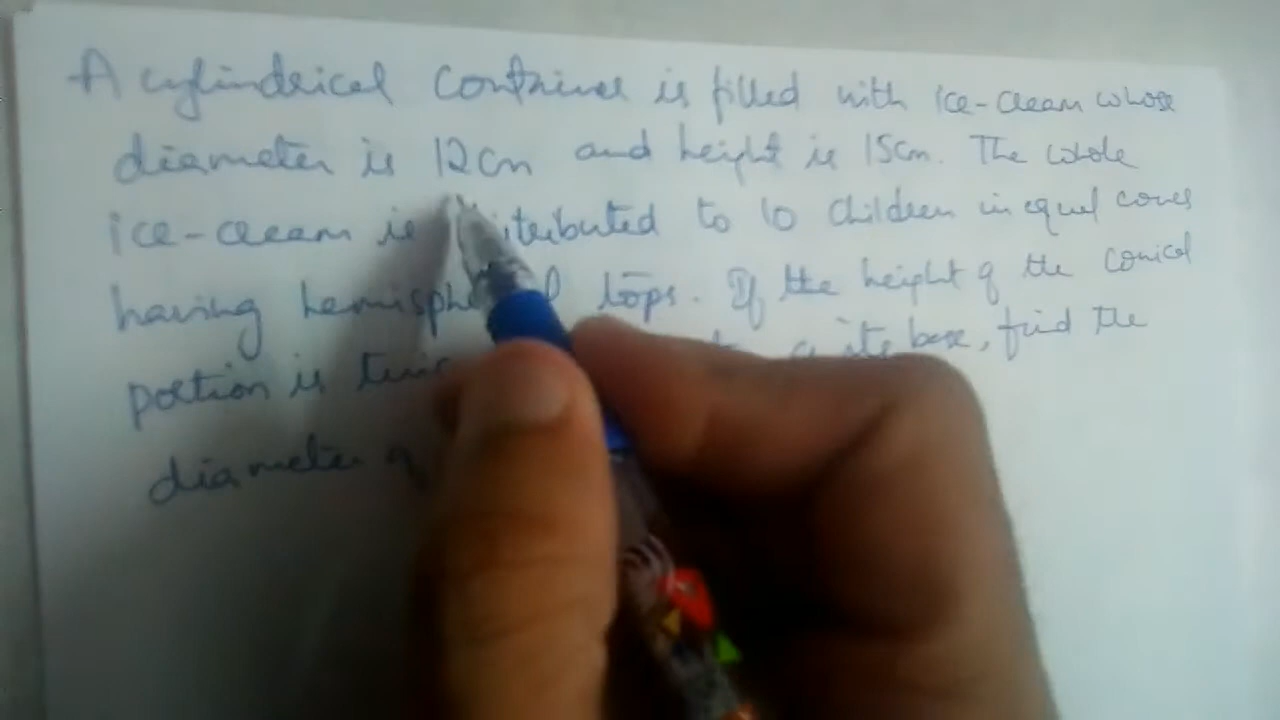 A cylindrical container is filled with ice-cream whose
diameter is 12cm and height is 15cm. The whole
ice-cream is to 10 children in equal cones
having tops. If the height of the conical
portion is its base, find the
diameter of